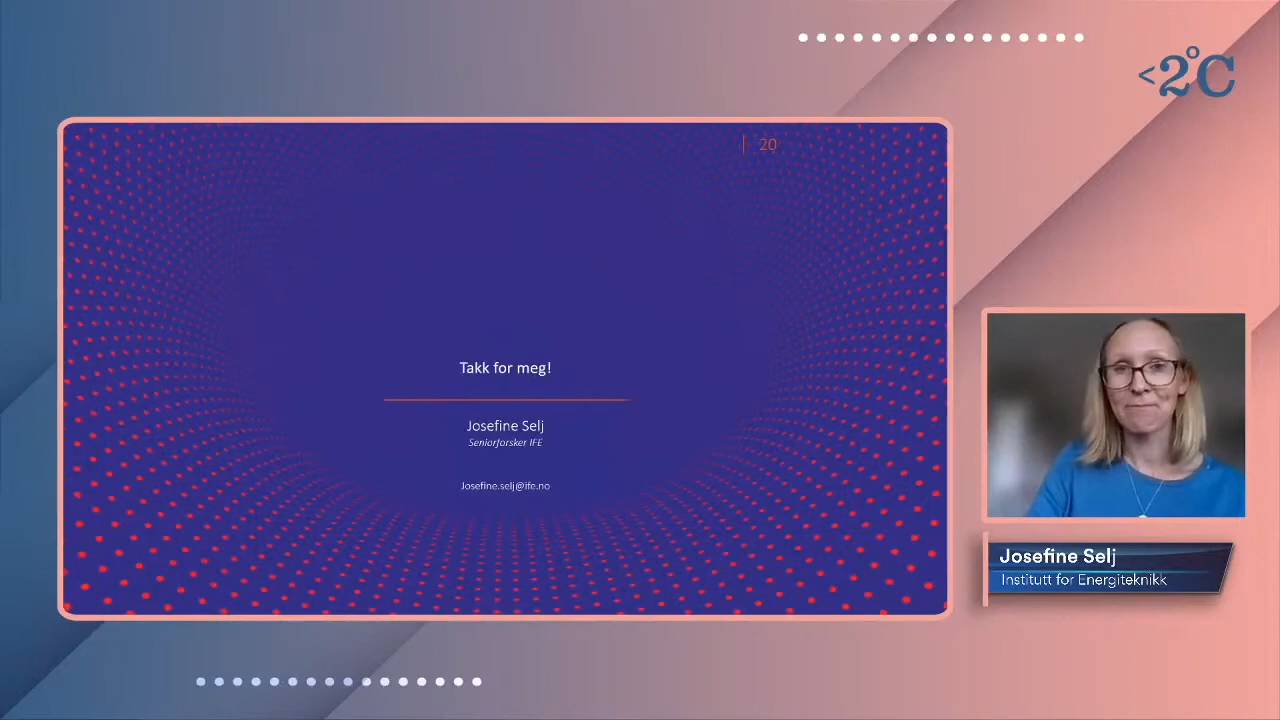 <2°C
20
Takk for meg!
Josefine Selj
Seniorforsker IFE
Josefine.selj@ife.no
Josefine Selj
Institutt for Energiteknikk